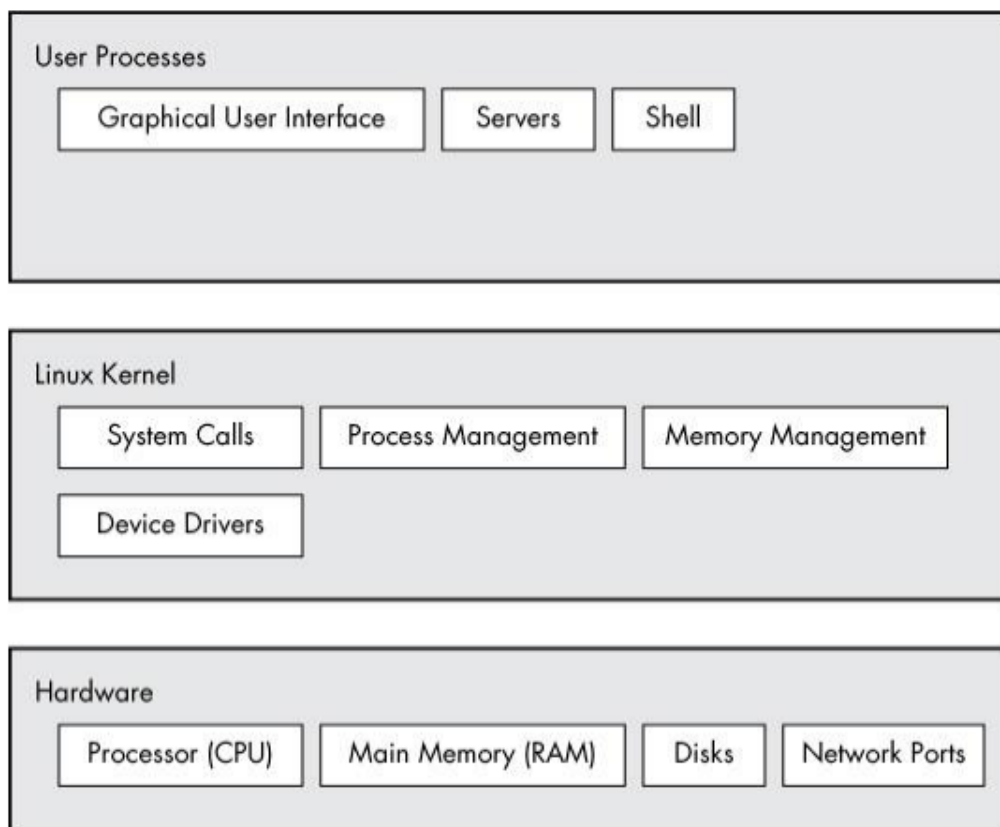 User Processes
Graphical User Interface
Servers
Shell
Linux Kernel
System Calls
Process Management
Memory Management
Device Drivers
Hardware
Processor (CPU)
Main Memory (RAM)
Disks
Network Ports